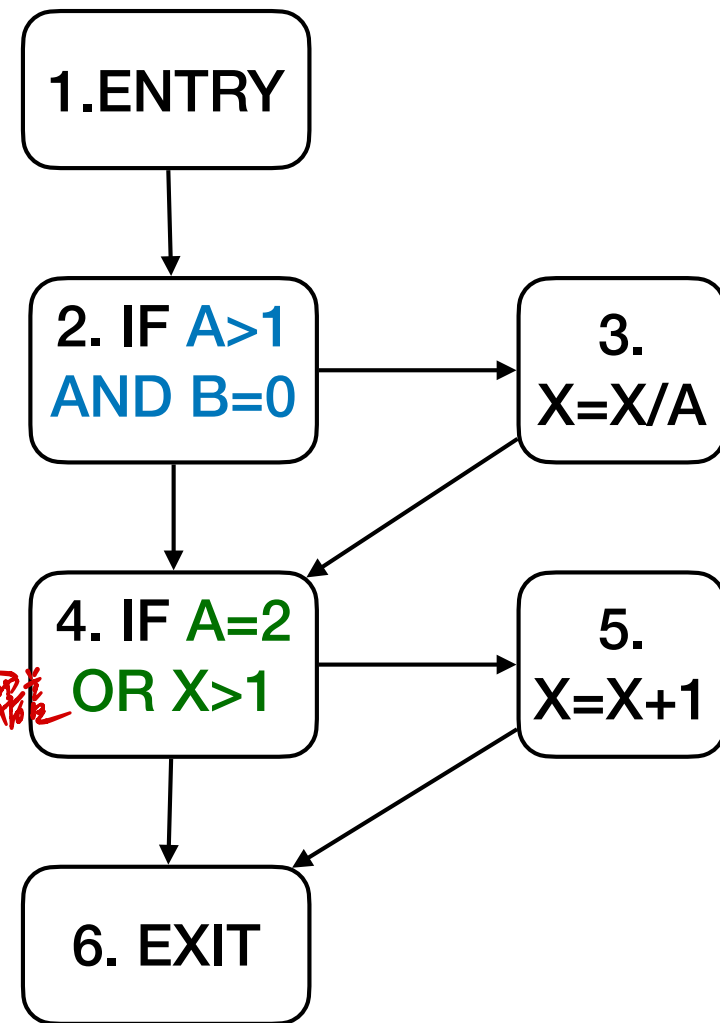 1.ENTRY
2. IF A>1
AND B=0
3.
X=X/A
4. IF A=2
OR X>1
5.
X=X+1
6. EXIT